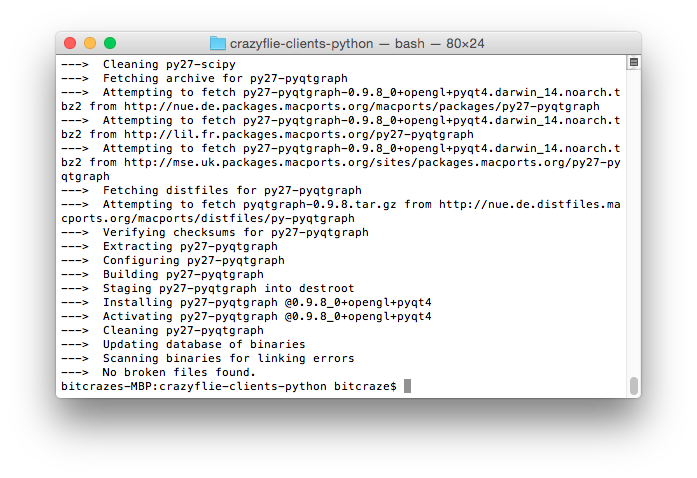 crazyflie-clients-python — bash — 80×24
---> Cleaning py27-scipy
---> Fetching archive for py27-pyqtgraph
---> Attempting to fetch py27-pyqtgraph-0.9.8_0+opengl+pyqt4.darwin_14.noarch.t
bz2 from http://nue.de.packages.macports.org/macports/packages/py27-pyqtgraph
---> Attempting to fetch py27-pyqtgraph-0.9.8_0+opengl+pyqt4.darwin_14.noarch.t
bz2 from http://lil.fr.packages.macports.org/py27-pyqtgraph
---> Attempting to fetch py27-pyqtgraph-0.9.8_0+opengl+pyqt4.darwin_14.noarch.t
bz2 from http://mse.uk.packages.macports.org/sites/packages.macports.org/py27-py
qtgraph
---> Fetching distfiles for py27-pyqtgraph
---> Attempting to fetch pyqtgraph-0.9.8.tar.gz from http://nue.de.distfiles.ma
cports.org/macports/distfiles/py-pyqtgraph
---> Verifying checksums for py27-pyqtgraph
---> Extracting py27-pyqtgraph
---> Configuring py27-pyqtgraph
---> Building py27-pyqtgraph
---> Staging py27-pyqtgraph into destroot
---> Installing py27-pyqtgraph @0.9.8_0+opengl+pyqt4
---> Activating py27-pyqtgraph @0.9.8_0+opengl+pyqt4
---> Cleaning py27-pyqtgraph
---> Updating database of binaries
---> Scanning binaries for linking errors
---> No broken files found.
bitcrazes-MBP:crazyflie-clients-python bitcraze$